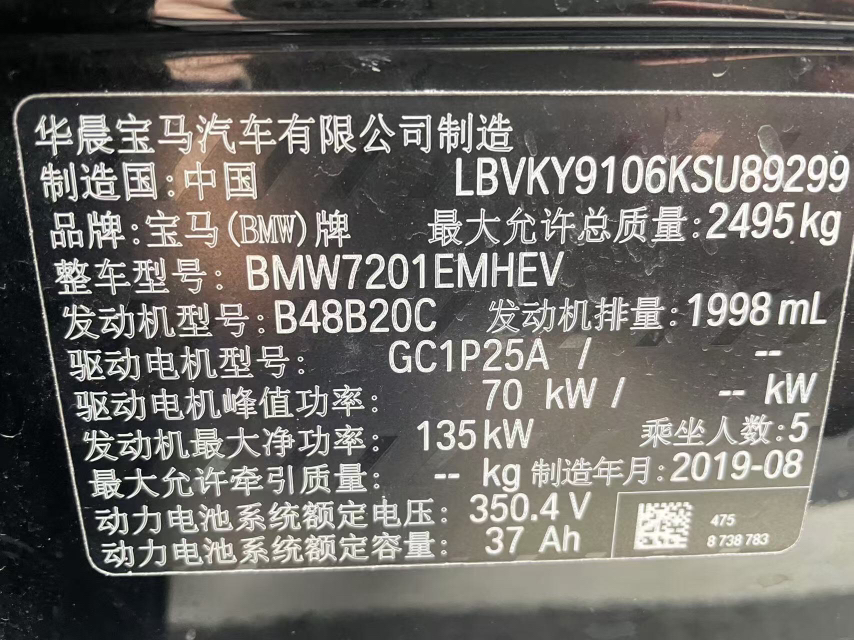 华晨宝马汽车有限公司制造
制造国:中国 LBVKY9106KSU89299
品牌:宝马(BMW)牌 最大允许总质量:2495kg
整车型号: BMW7201EMHEV
发动机型号:B48B20C 发动机排量:1998 mL
驱动电机型号: GC1P25A / --
驱动电机峰值功率: 70 kW / -- kW
发动机最大净功率: 135kW 乘坐人数:5
最大允许牵引质量: -- kg 制造年月:2019-08
动力电池系统额定电压: 350.4 V
动力电池系统额定容量: 37 Ah
475
8 738 783